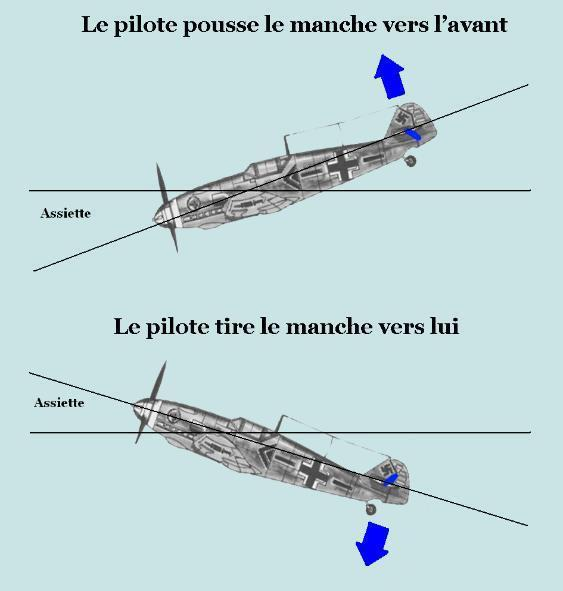 Le pilote pousse le manche vers l'avant
Assiette
Le pilote tire le manche vers lui
Assiette